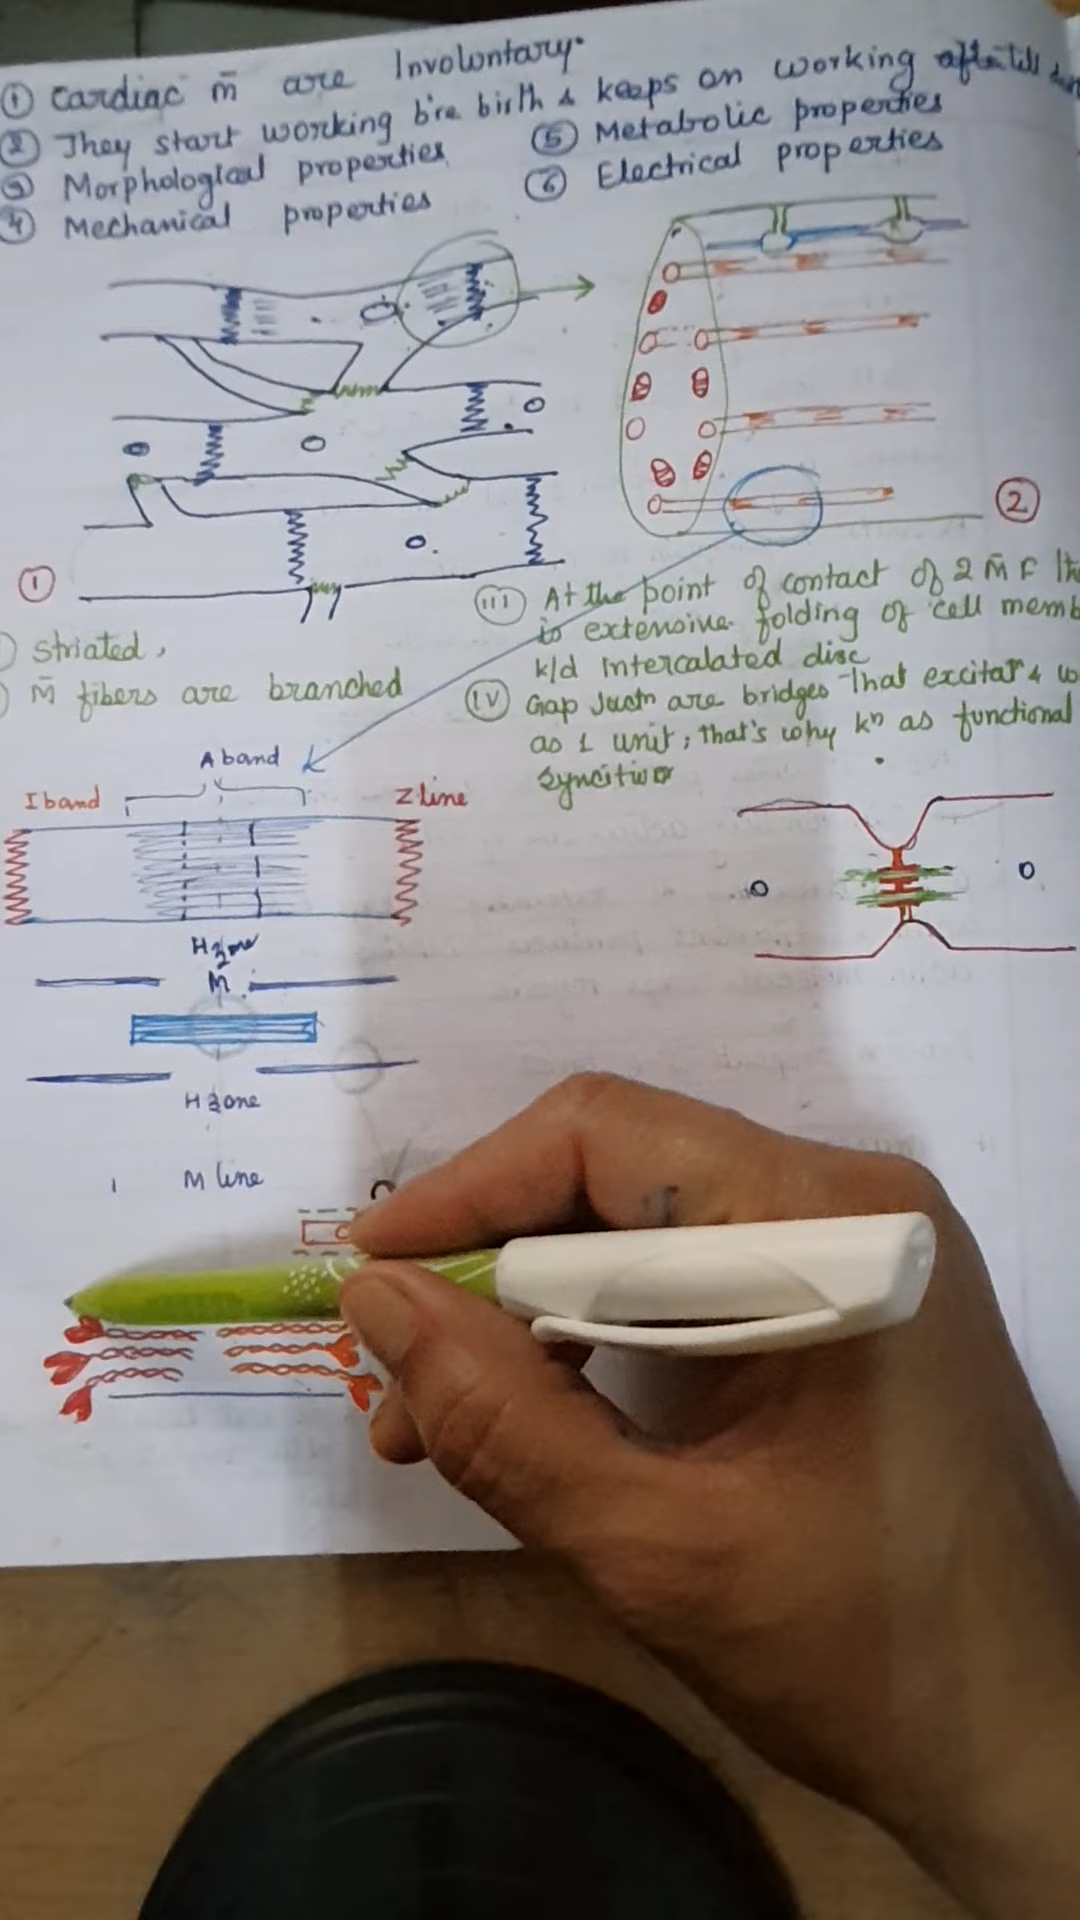 ① Cardiac m̄ are Involuntary.
② They start working b're birth & keeps on working
③ Morphological properties
④ Mechanical properties
⑤ Metabolic properties
⑥ Electrical properties
①
②
striated,
m̄ fibers are branched
(III) At the point of contact of 2 m̄ F
is extensive folding of cell memb
k/d Intercalated disc
(IV) Gap Juctn are bridges that excitat &
as 1 unit; that's why kn as functional
A band
I band
Z line
H zone
M
H zone
M line